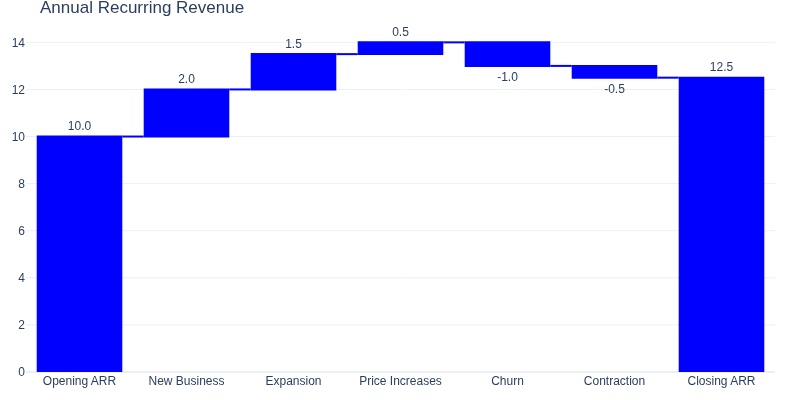 Annual Recurring Revenue
14
12
10
8
6
4
2
0
10.0
2.0
1.5
0.5
-1.0
-0.5
12.5
Opening ARR
New Business
Expansion
Price Increases
Churn
Contraction
Closing ARR